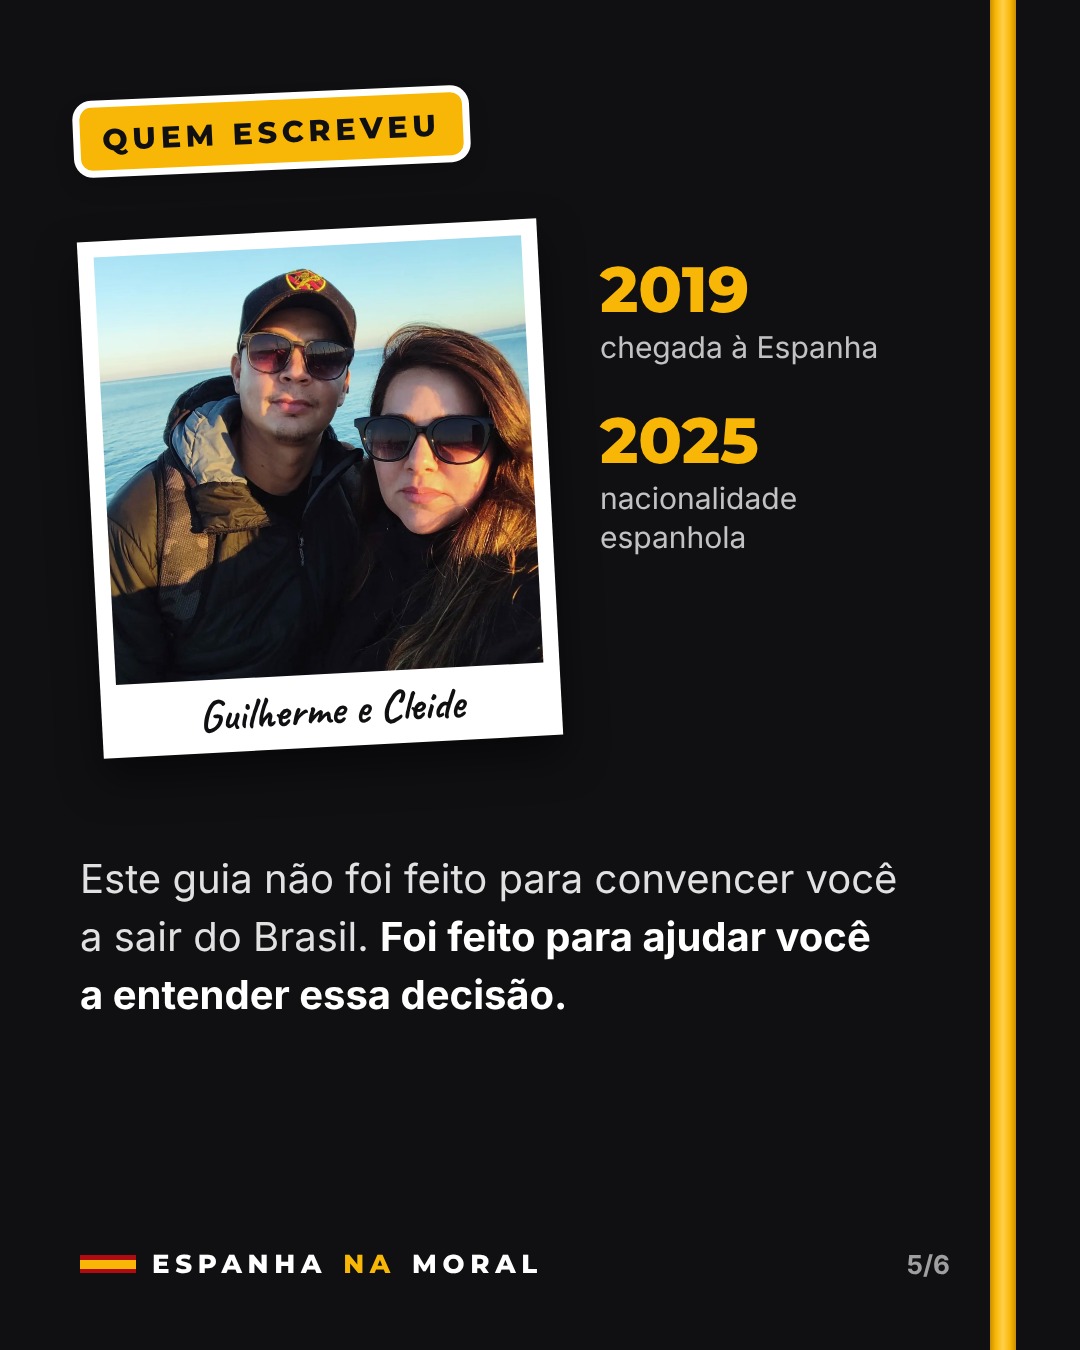 QUEM ESCREVEU
2019
chegada à Espanha
2025
nacionalidade
espanhola
Guilherme e Cleide
Este guia não foi feito para convencer você
a sair do Brasil. Foi feito para ajudar você
a entender essa decisão.
ESPANHA NA MORAL
5/6